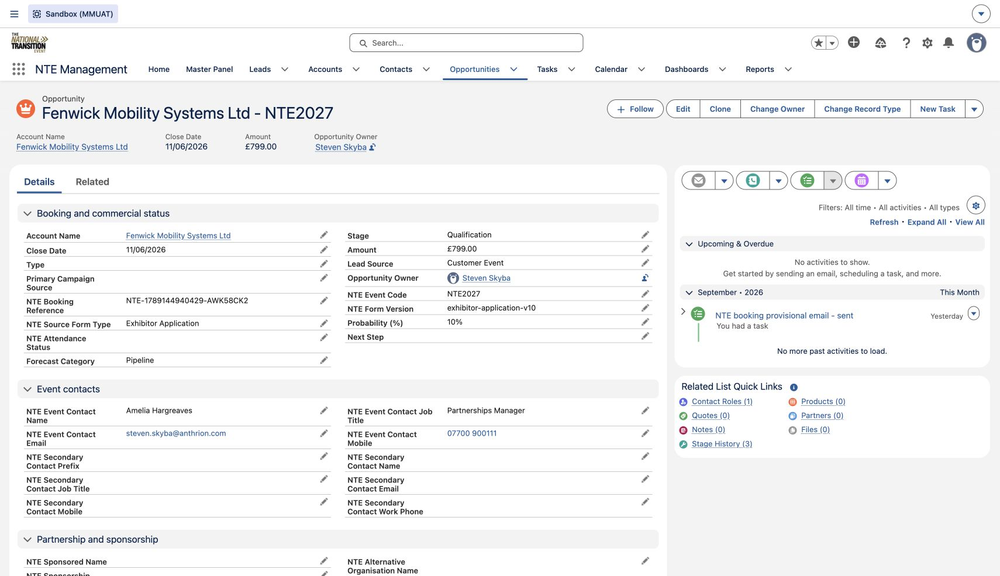 Sandbox (MMUAT)
THE
NATIONAL
TRANSITION
EVENT
Search...
NTE Management
Home
Master Panel
Leads
Accounts
Contacts
Opportunities
Tasks
Calendar
Dashboards
Reports
Opportunity
Fenwick Mobility Systems Ltd - NTE2027
Follow
Edit
Clone
Change Owner
Change Record Type
New Task
Account Name
Fenwick Mobility Systems Ltd
Close Date
11/06/2026
Amount
£799.00
Opportunity Owner
Steven Skyba
Details
Related
Booking and commercial status
Account Name
Fenwick Mobility Systems Ltd
Close Date
11/06/2026
Type
Primary Campaign
Source
NTE Booking
Reference
NTE-1789144940429-AWK58CK2
NTE Source Form Type
Exhibitor Application
NTE Attendance
Status
Forecast Category
Pipeline
Stage
Qualification
Amount
£799.00
Lead Source
Customer Event
Opportunity Owner
Steven Skyba
NTE Event Code
NTE2027
NTE Form Version
exhibitor-application-v10
Probability (%)
10%
Next Step
Event contacts
NTE Event Contact
Name
Amelia Hargreaves
NTE Event Contact
Email
steven.skyba@anthrion.com
NTE Secondary
Contact Prefix
NTE Secondary
Contact Job Title
NTE Secondary
Contact Mobile
NTE Event Contact Job
Title
Partnerships Manager
NTE Event Contact
Mobile
07700 900111
NTE Secondary
Contact Name
NTE Secondary
Contact Email
NTE Secondary
Contact Work Phone
Partnership and sponsorship
NTE Sponsored Name
NTE Sponsorship
NTE Alternative
Organisation Name
Filters: All time • All activities • All types
Refresh • Expand All • View All
Upcoming & Overdue
No activities to show.
Get started by sending an email, scheduling a task, and more.
September • 2026
This Month
NTE booking provisional email - sent
Yesterday
You had a task
No more past activities to load.
Related List Quick Links
Contact Roles (1)
Products (0)
Quotes (0)
Partners (0)
Notes (0)
Files (0)
Stage History (3)